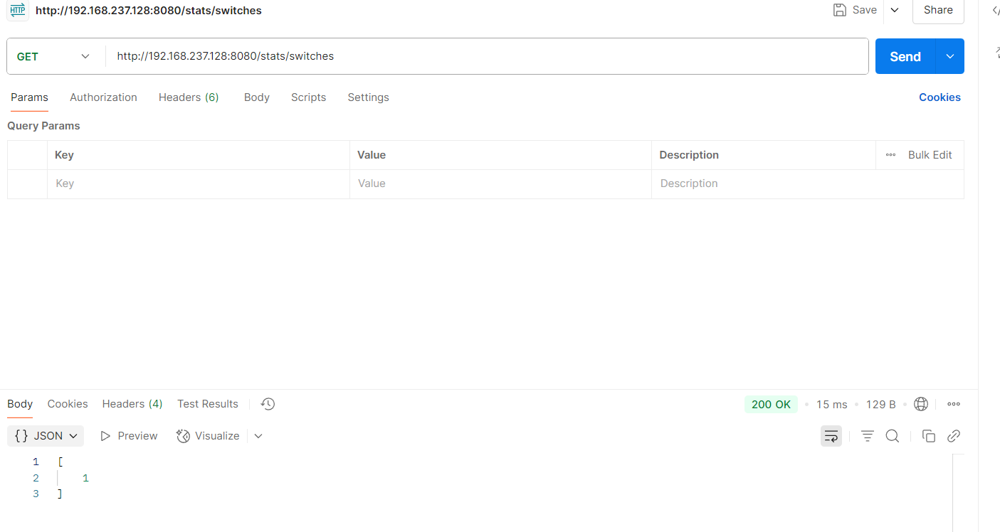 HTTP http://192.168.237.128:8080/stats/switches Save Share
GET http://192.168.237.128:8080/stats/switches Send
Params Authorization Headers (6) Body Scripts Settings Cookies
Query Params
Key Value Description Bulk Edit
Key Value Description
Body Cookies Headers (4) Test Results 200 OK 15 ms 129 B
{} JSON Preview Visualize
1 [
2 1
3 ]